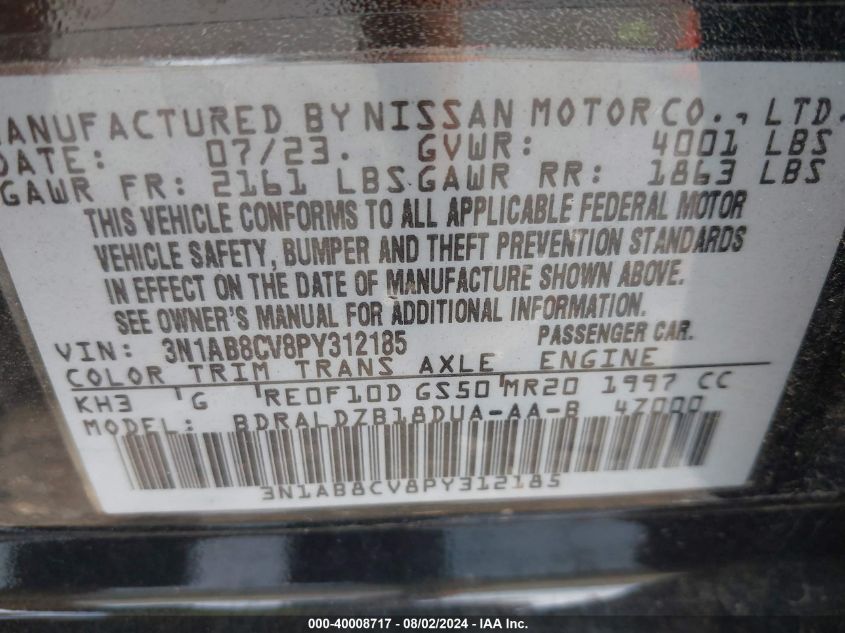 MANUFACTURED BY NISSAN MOTOR CO., LTD.
DATE: 07/23. GVWR: 4001 LBS
GAWR FR: 2161 LBS GAWR RR: 1863 LBS
THIS VEHICLE CONFORMS TO ALL APPLICABLE FEDERAL MOTOR
VEHICLE SAFETY, BUMPER AND THEFT PREVENTION STANDARDS
IN EFFECT ON THE DATE OF MANUFACTURE SHOWN ABOVE.
SEE OWNER'S MANUAL FOR ADDITIONAL INFORMATION.
VIN: 3N1AB8CV8PY312185 PASSENGER CAR.
COLOR TRIM TRANS AXLE ENGINE
KH3 G RE0F10D GS50 MR20 1997 CC
MODEL: BDRALDZB18DUA-AA-B 4Z000
3N1AB8CV8PY312185
000-40008717 - 08/02/2024 - IAA Inc.